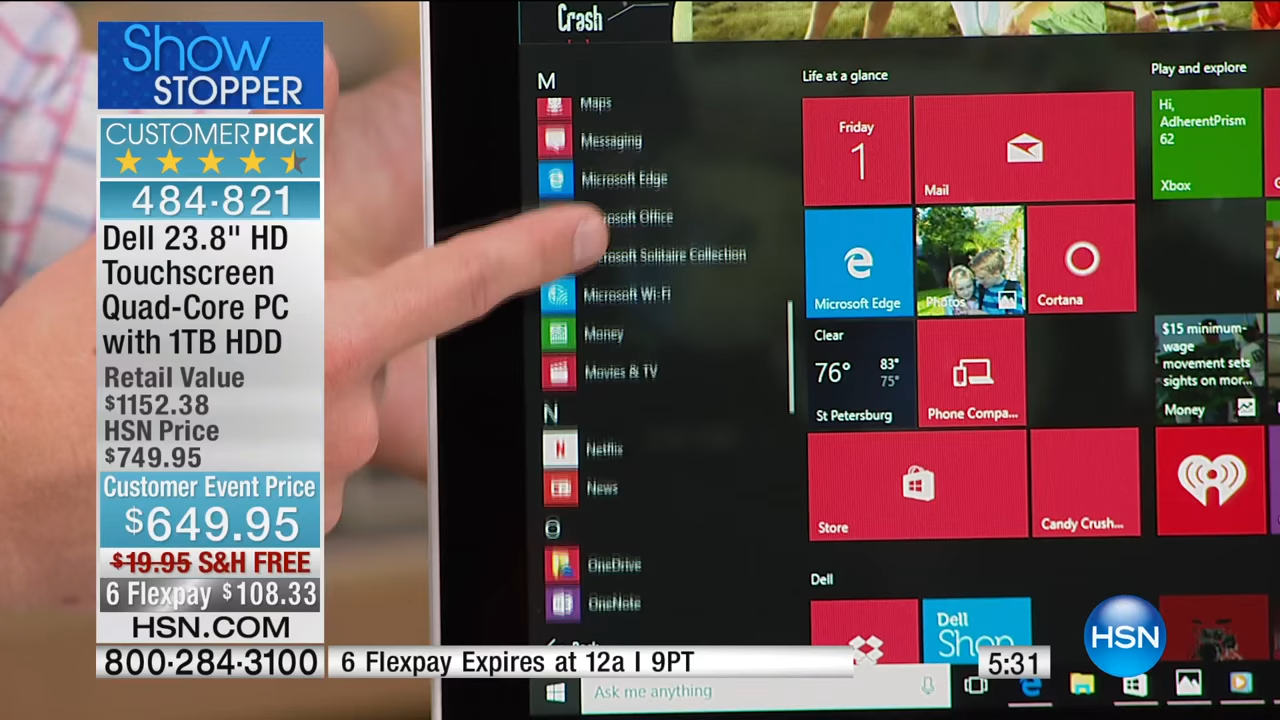 Show
STOPPER
CUSTOMER PICK
484-821
Dell 23.8" HD
Touchscreen
Quad-Core PC
with 1TB HDD
Retail Value
$1152.38
HSN Price
$749.95
Customer Event Price
$649.95
$19.95 S&H FREE
6 Flexpay $108.33
HSN.COM
800-284-3100
6 Flexpay Expires at 12a I 9PT
5:31
HSN
Crash
M
Maps
Messaging
Microsoft Edge
rosoft Office
rosoft Solitaire Collection
Microsoft Wi-Fi
Money
Movies & TV
N
Netflix
News
O
OneDrive
OneNote
Life at a glance
Friday
1
Mail
Microsoft Edge
Photos
Cortana
Clear
76°
83°
75°
St Petersburg
Phone Compa...
Store
Candy Crush...
Dell
Dell
Shop
Play and explore
Hi,
AdherentPrism
62
Xbox
$15 minimum-
wage
movement sets
sights on mor...
Money
Ask me anything